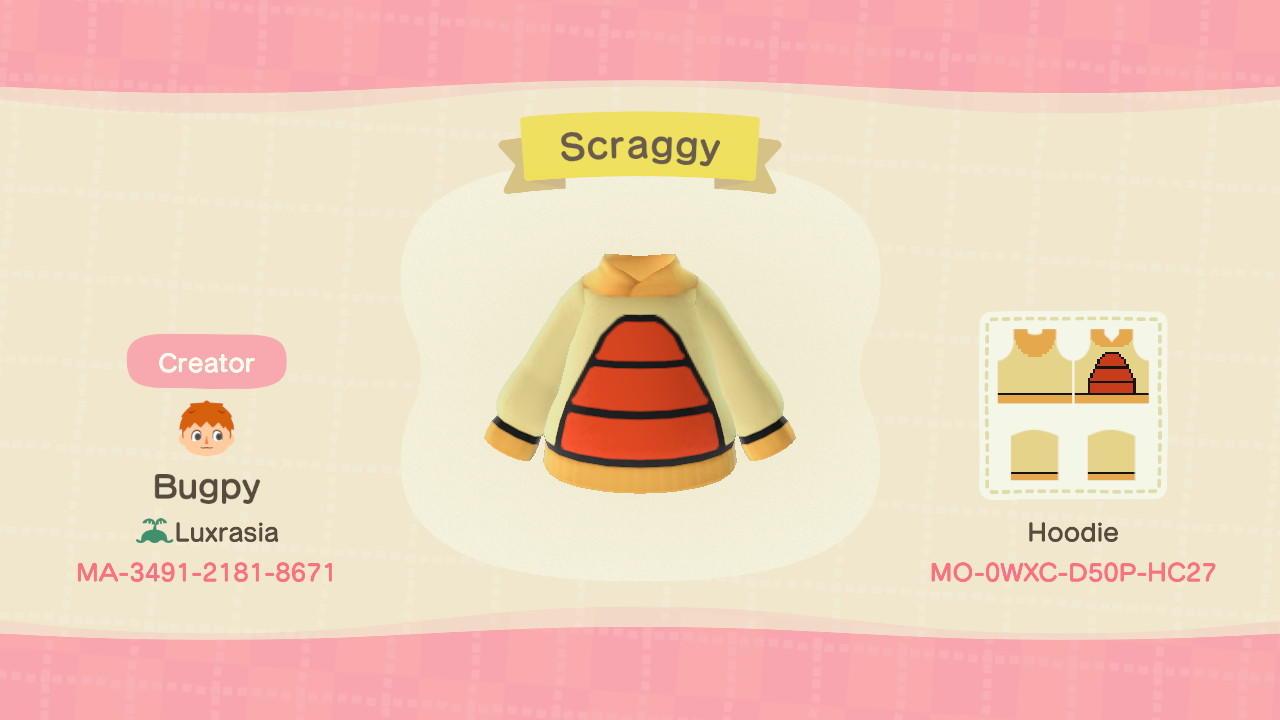 Scraggy
Creator
Bugpy
Luxrasia
MA-3491-2181-8671
Hoodie
MO-0WXC-D50P-HC27